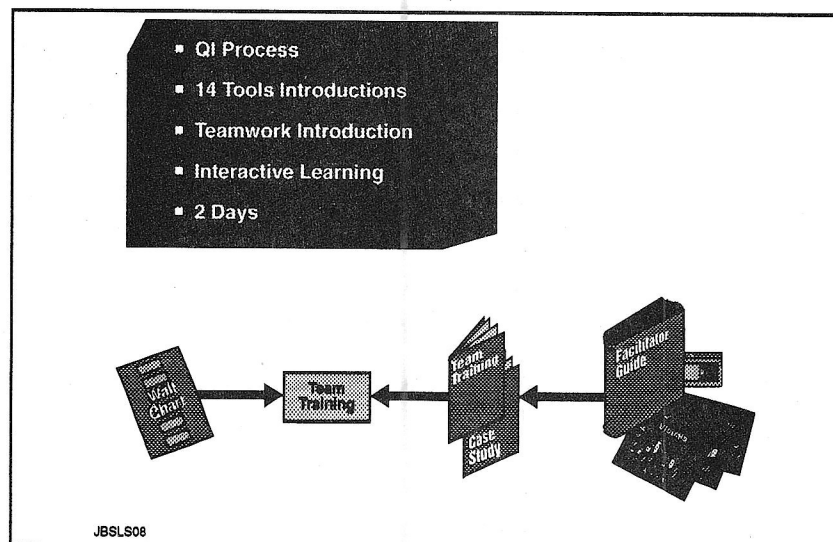 ▪ QI Process
▪ 14 Tools Introductions
▪ Teamwork Introduction
▪ Interactive Learning
▪ 2 Days
Wall
Chart
Team
Training
Team
Training
Case
Study
Facilitator
Guide
JBSLS08